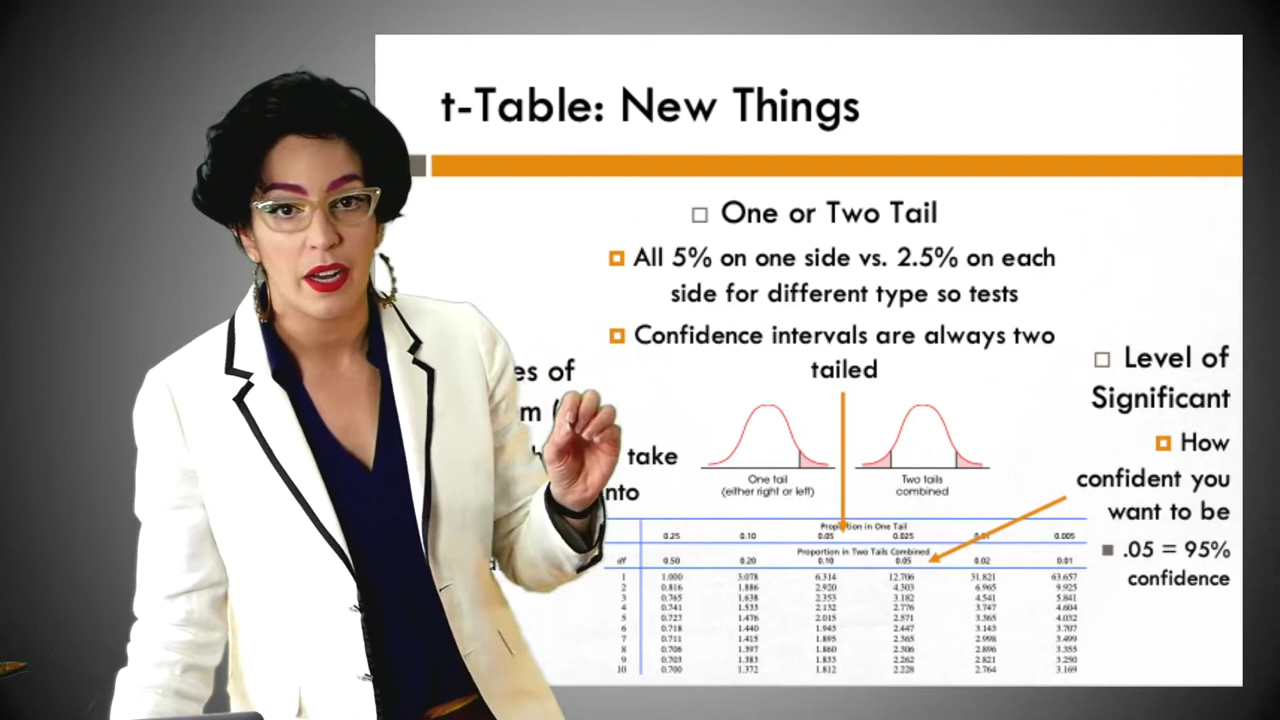 t-Table: New Things
One or Two Tail
All 5% on one side vs. 2.5% on each
side for different type so tests
Confidence intervals are always two
tailed
es of
m (
take
nto
Level of
Significant
How
confident you
want to be
.05 = 95%
confidence
One tail
(either right or left)
Two tails
combined
Proportion in One Tail
0.25 0.10 0.05 0.025 0.01 0.005
Proportion in Two Tails Combined
df 0.50 0.20 0.10 0.05 0.02 0.01
1 1.000 3.078 6.314 12.706 31.821 63.657
2 0.816 1.886 2.920 4.303 6.965 9.925
3 0.765 1.638 2.353 3.182 4.541 5.841
4 0.741 1.533 2.132 2.776 3.747 4.604
5 0.727 1.476 2.015 2.571 3.365 4.032
6 0.718 1.440 1.943 2.447 3.143 3.707
7 0.711 1.415 1.895 2.365 2.998 3.499
8 0.706 1.397 1.860 2.306 2.896 3.355
9 0.703 1.383 1.833 2.262 2.821 3.250
10 0.700 1.372 1.812 2.228 2.764 3.169